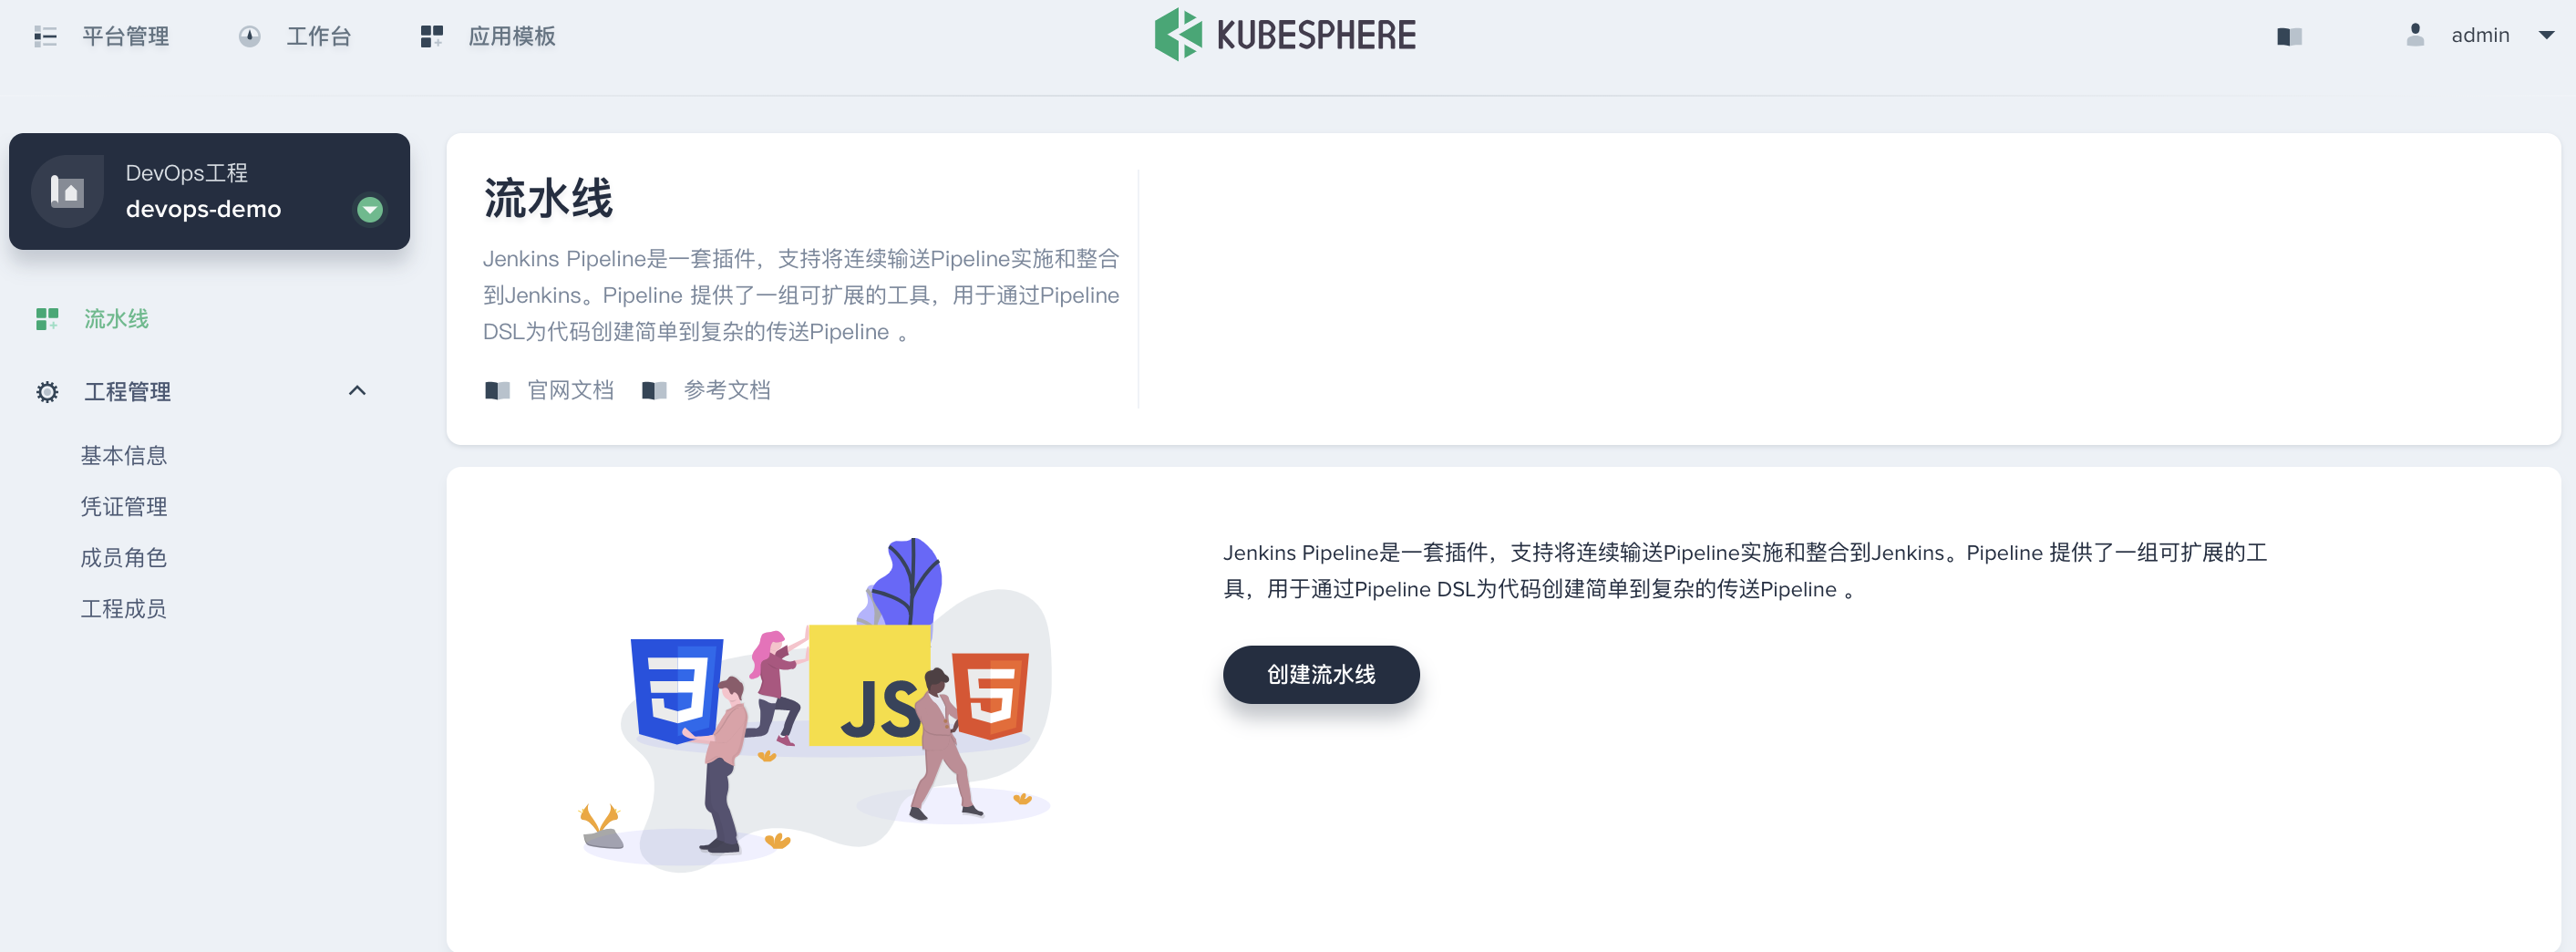 平台管理 工作台 应用模板 KUBESPHERE admin
DevOps工程
devops-demo
流水线
工程管理
基本信息
凭证管理
成员角色
工程成员
流水线
Jenkins Pipeline是一套插件，支持将连续输送Pipeline实施和整合
到Jenkins。Pipeline 提供了一组可扩展的工具，用于通过Pipeline
DSL为代码创建简单到复杂的传送Pipeline 。
官网文档 参考文档
JS
Jenkins Pipeline是一套插件，支持将连续输送Pipeline实施和整合到Jenkins。Pipeline 提供了一组可扩展的工
具，用于通过Pipeline DSL为代码创建简单到复杂的传送Pipeline 。
创建流水线